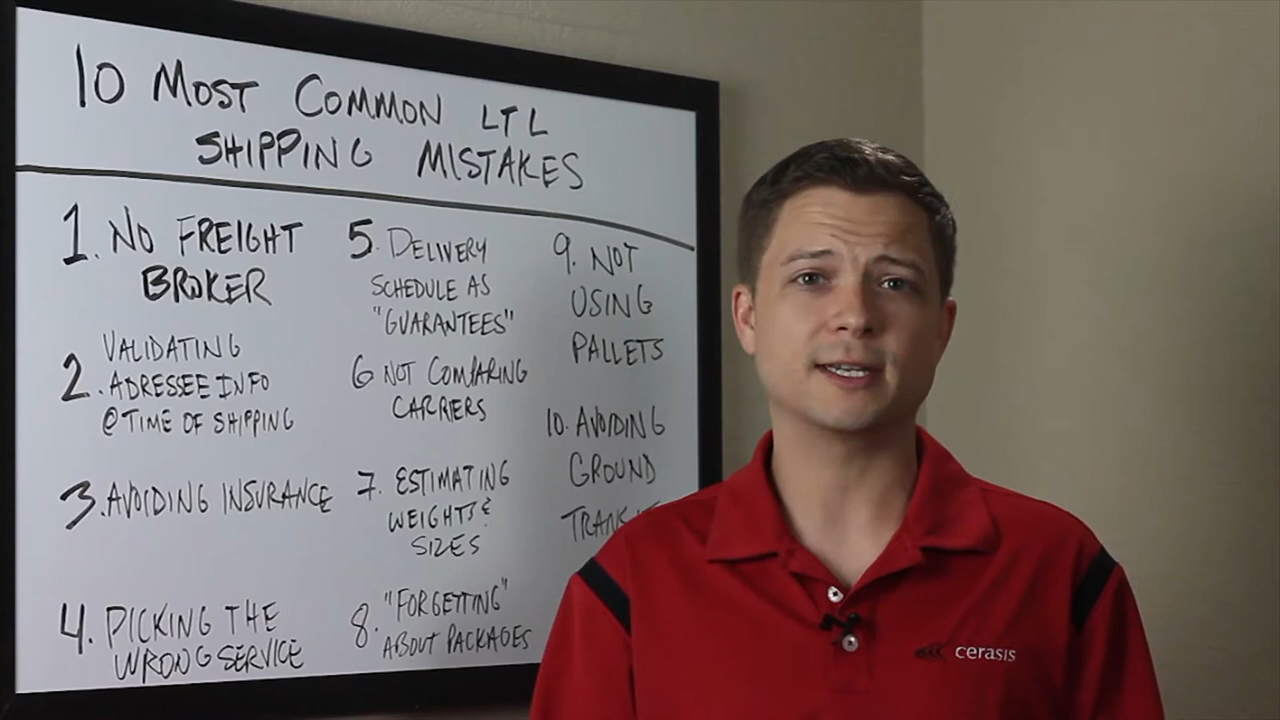 10 MOST COMMON LTL
SHIPPING MISTAKES
1. NO FREIGHT
BROKER
2. VALIDATING
ADRESSEE INFO
@ TIME OF SHIPPING
3. AVOIDING INSURANCE
4. PICKING THE
WRONG SERVICE
5. DELIVERY
SCHEDULE AS
"GUARANTEES"
6 NOT COMPARING
CARRIERS
7. ESTIMATING
WEIGHTS &
SIZES
8. "FORGETTING"
ABOUT PACKAGES
9. NOT
USING
PALLETS
10. AVOIDING
GROUND
cerasis